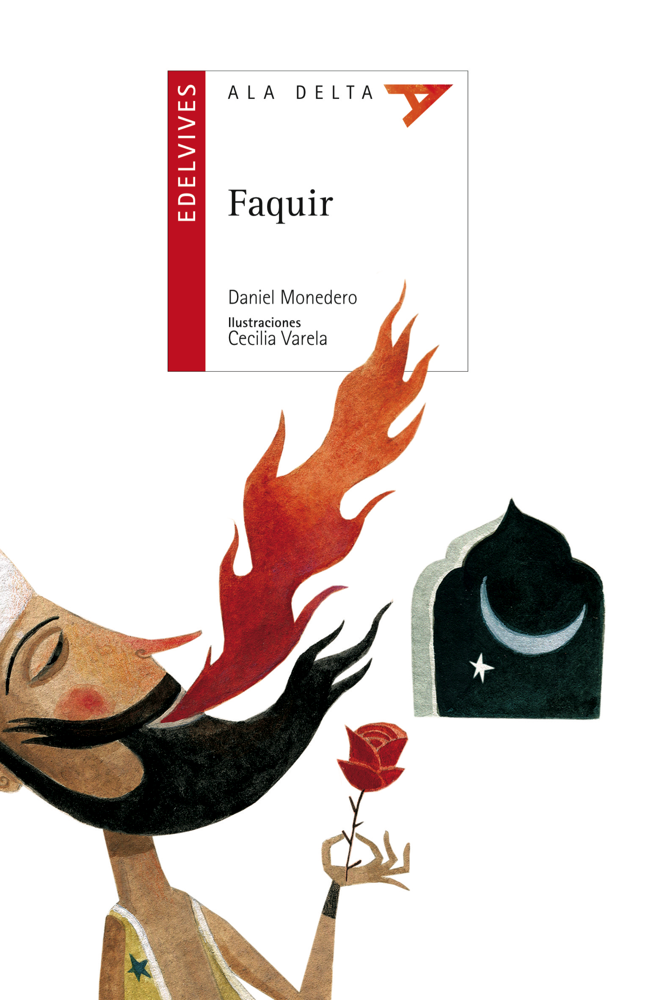 EDELVIVES
ALA DELTA
Faquir
Daniel Monedero
Ilustraciones
Cecilia Varela